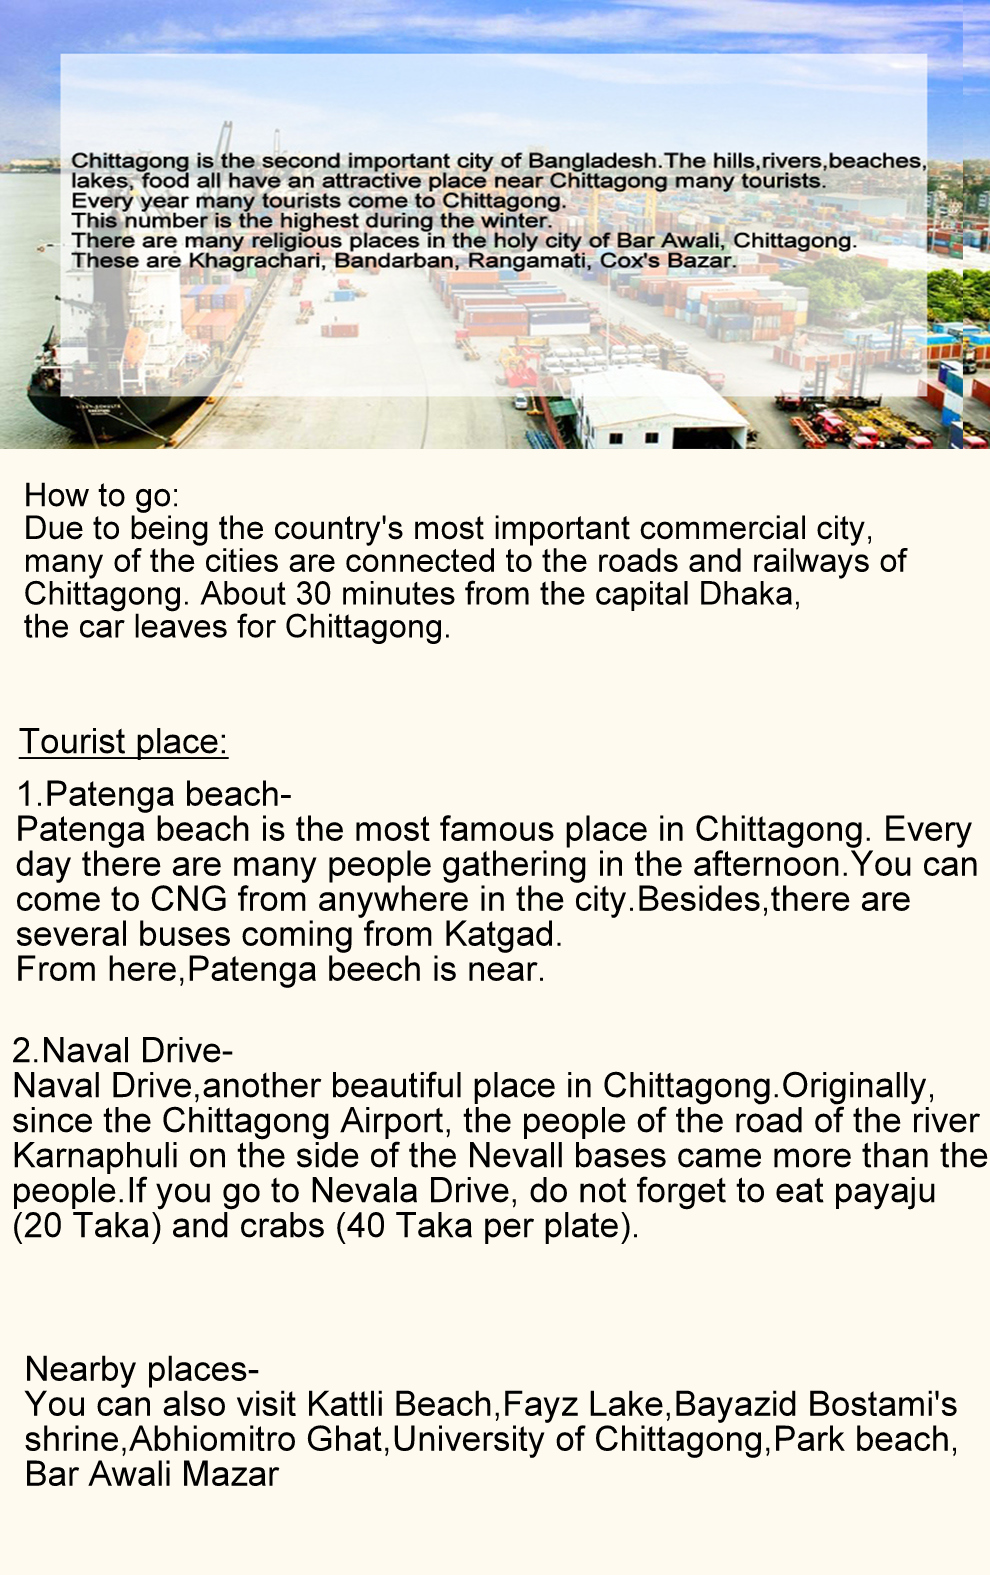 Chittagong is the second important city of Bangladesh.The hills,rivers,beaches,
lakes, food all have an attractive place near Chittagong many tourists.
Every year many tourists come to Chittagong.
This number is the highest during the winter.
There are many religious places in the holy city of Bar Awali, Chittagong.
These are Khagrachari, Bandarban, Rangamati, Cox's Bazar.
How to go:
Due to being the country's most important commercial city,
many of the cities are connected to the roads and railways of
Chittagong. About 30 minutes from the capital Dhaka,
the car leaves for Chittagong.
Tourist place:
1.Patenga beach-
Patenga beach is the most famous place in Chittagong. Every
day there are many people gathering in the afternoon.You can
come to CNG from anywhere in the city.Besides,there are
several buses coming from Katgad.
From here,Patenga beech is near.
2.Naval Drive-
Naval Drive,another beautiful place in Chittagong.Originally,
since the Chittagong Airport, the people of the road of the river
Karnaphuli on the side of the Nevall bases came more than the
people.If you go to Nevala Drive, do not forget to eat payaju
(20 Taka) and crabs (40 Taka per plate).
Nearby places-
You can also visit Kattli Beach,Fayz Lake,Bayazid Bostami's
shrine,Abhiomitro Ghat,University of Chittagong,Park beach,
Bar Awali Mazar